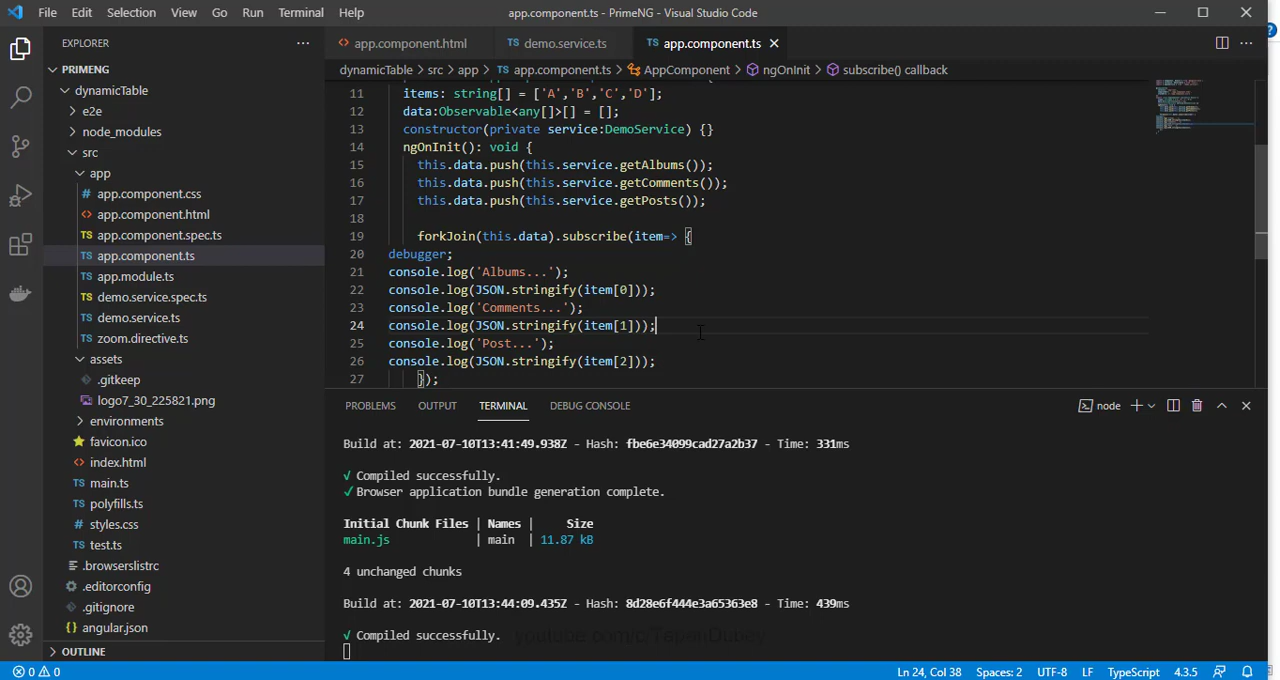 File Edit Selection View Go Run Terminal Help app.component.ts - PrimeNG - Visual Studio Code
EXPLORER ...
app.component.html demo.service.ts app.component.ts
PRIMENG
dynamicTable > src > app > TS app.component.ts > AppComponent > ngOnInit > subscribe() callback
dynamicTable
e2e
node_modules
src
app
# app.component.css
<> app.component.html
TS app.component.spec.ts
TS app.component.ts
TS app.module.ts
TS demo.service.spec.ts
TS demo.service.ts
TS zoom.directive.ts
assets
.gitkeep
logo7_30_225821.png
environments
favicon.ico
<> index.html
TS main.ts
TS polyfills.ts
# styles.css
TS test.ts
.browserslistrc
.editorconfig
.gitignore
{} angular.json
OUTLINE
11 items: string[] = ['A','B','C','D'];
12 data:Observable<any[]>[] = [];
13 constructor(private service:DemoService) {}
14 ngOnInit(): void {
15 this.data.push(this.service.getAlbums());
16 this.data.push(this.service.getComments());
17 this.data.push(this.service.getPosts());
18
19 forkJoin(this.data).subscribe(item=> {
20 debugger;
21 console.log('Albums...');
22 console.log(JSON.stringify(item[0]));
23 console.log('Comments...');
24 console.log(JSON.stringify(item[1]));
25 console.log('Post...');
26 console.log(JSON.stringify(item[2]));
27 });
PROBLEMS OUTPUT TERMINAL DEBUG CONSOLE node
Build at: 2021-07-10T13:41:49.938Z - Hash: fbe6e34099cad27a2b37 - Time: 331ms
√ Compiled successfully.
√ Browser application bundle generation complete.
Initial Chunk Files | Names | Size
main.js | main | 11.87 kB
4 unchanged chunks
Build at: 2021-07-10T13:44:09.435Z - Hash: 8d28e6f444e3a65363e8 - Time: 439ms
√ Compiled successfully.
youtube.com/c/TapanDubey
0 0 Ln 24, Col 38 Spaces: 2 UTF-8 LF TypeScript 4.3.5